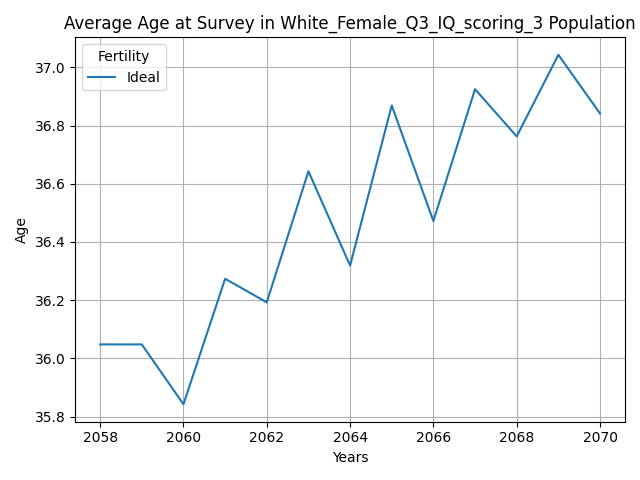 Average Age at Survey in White_Female_Q3_IQ_scoring_3 Population
Fertility
Ideal
Age
37.0
36.8
36.6
36.4
36.2
36.0
35.8
2058 2060 2062 2064 2066 2068 2070
Years